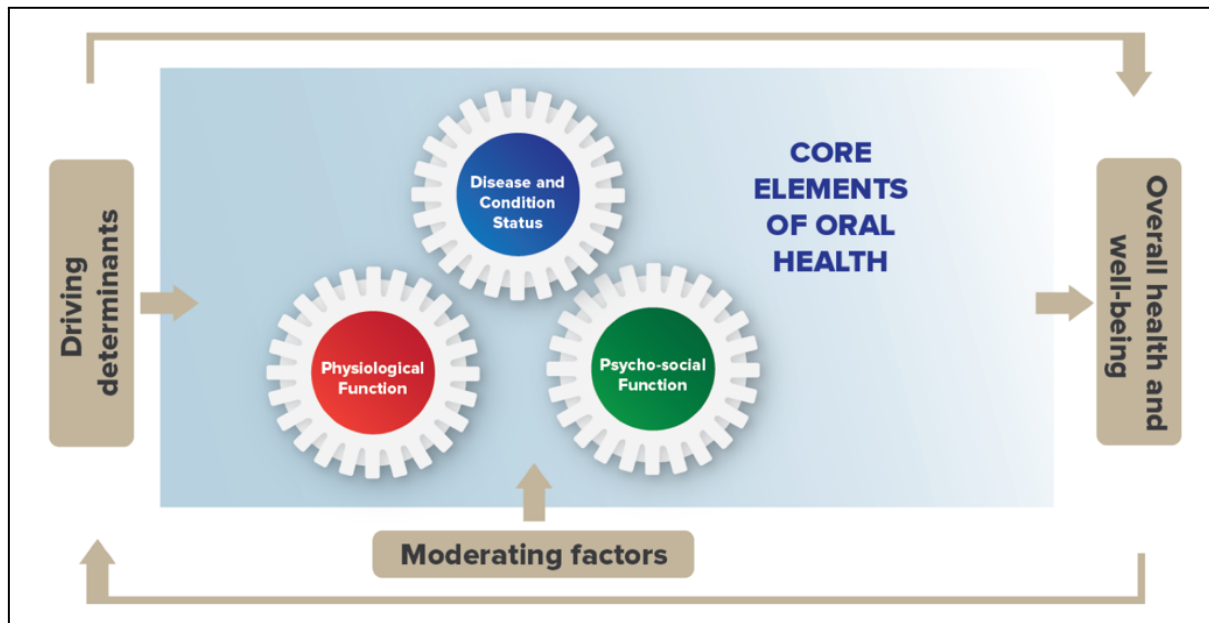 CORE
ELEMENTS
OF ORAL
HEALTH
Disease and
Condition
Status
Physiological
Function
Psycho-social
Function
Driving
determinants
Overall health and
well-being
Moderating factors